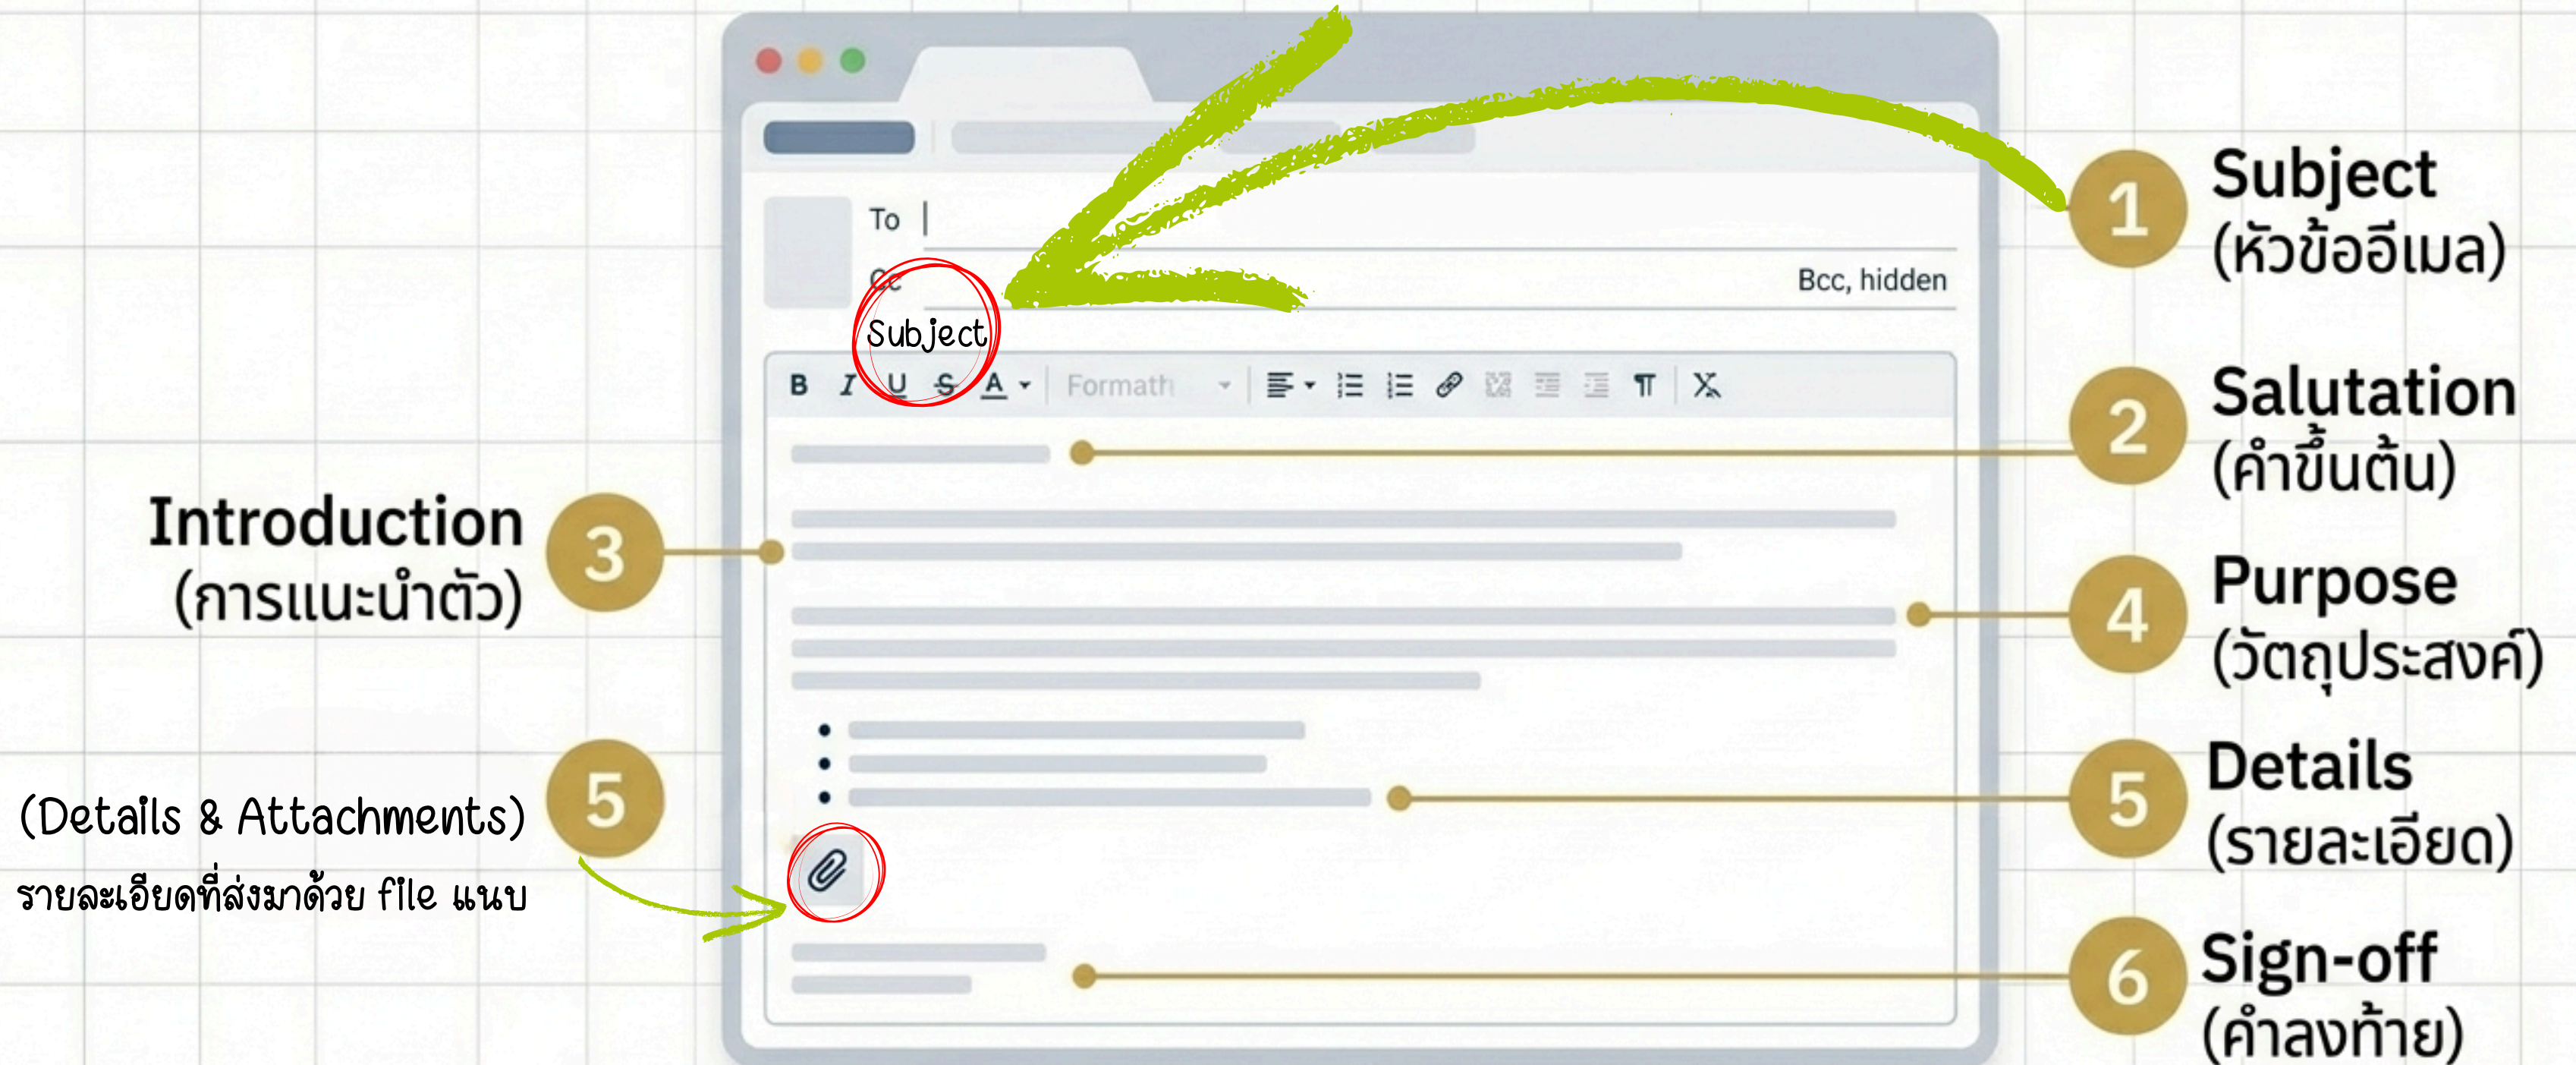 To
Cc
Bcc, hidden
Subject
B I U S A Formath
1
Subject
(หัวข้ออีเมล)
2
Salutation
(คำขึ้นต้น)
Introduction
(การแนะนำตัว)
3
4
Purpose
(วัตถุประสงค์)
5
Details
(รายละเอียด)
(Details & Attachments)
รายละเอียดที่ส่งมาด้วย file แนบ
5
6
Sign-off
(คำลงท้าย)